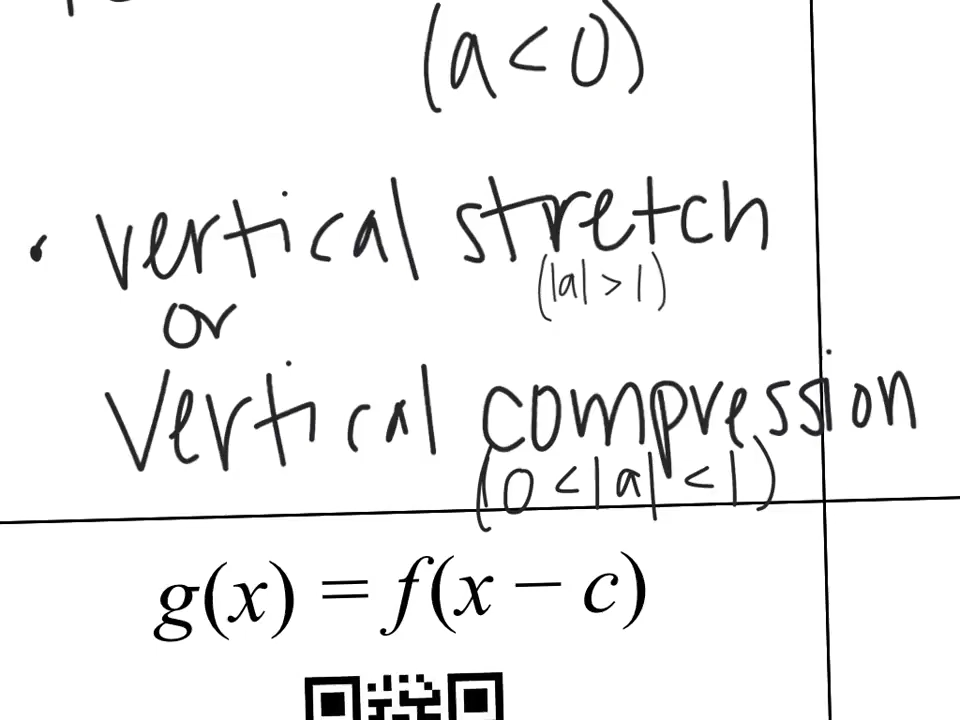 (a < 0)
• vertical stretch
(|a| > 1)
or
vertical compression
(0 < |a| < 1)
g(x) = f(x − c)